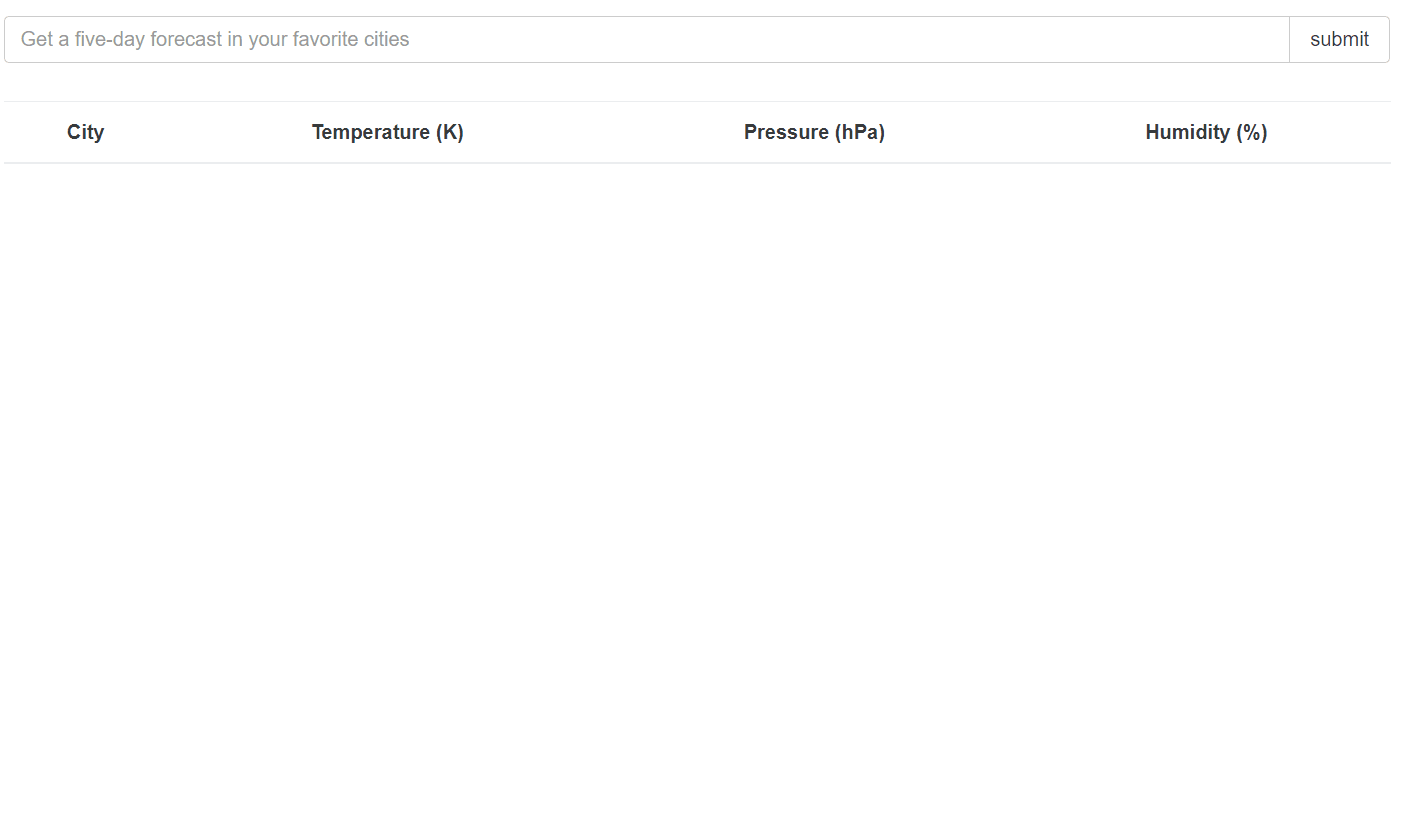 Get a five-day forecast in your favorite cities submit
City Temperature (K) Pressure (hPa) Humidity (%)